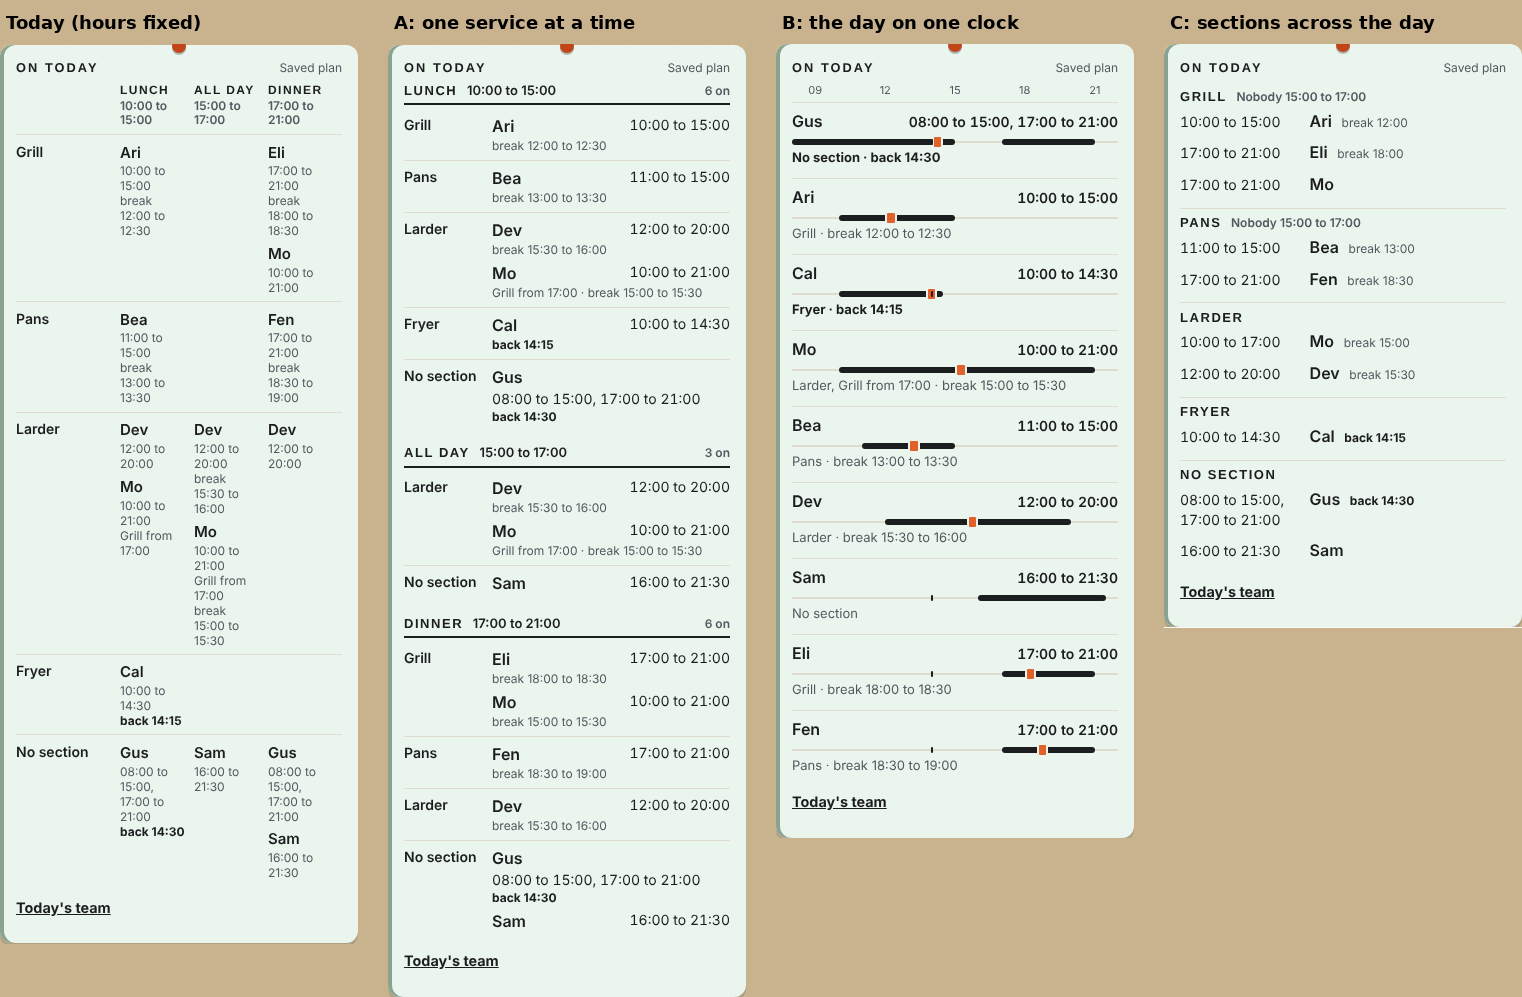 Today (hours fixed)
ON TODAY
Saved plan
LUNCH ALL DAY DINNER
10:00 to 15:00 to 17:00 to
15:00 17:00 21:00
Grill
Ari
10:00 to
15:00
break
12:00 to
12:30
Eli
17:00 to
21:00
break
18:00 to
18:30
Mo
10:00 to
21:00
Pans
Bea
11:00 to
15:00
break
13:00 to
13:30
Fen
17:00 to
21:00
break
18:30 to
19:00
Larder
Dev
12:00 to
20:00
Mo
10:00 to
21:00
Grill from
17:00
Dev
12:00 to
20:00
break
15:30 to
16:00
Mo
10:00 to
21:00
Grill from
17:00
break
15:00 to
15:30
Dev
12:00 to
20:00
Fryer
Cal
10:00 to
14:30
back 14:15
No section
Gus
08:00 to
15:00,
17:00 to
21:00
back 14:30
Sam
16:00 to
21:30
Gus
08:00 to
15:00,
17:00 to
21:00
Sam
16:00 to
21:30
Today's team
A: one service at a time
ON TODAY
Saved plan
LUNCH 10:00 to 15:00 6 on
Grill Ari 10:00 to 15:00
break 12:00 to 12:30
Pans Bea 11:00 to 15:00
break 13:00 to 13:30
Larder Dev 12:00 to 20:00
break 15:30 to 16:00
Mo 10:00 to 21:00
Grill from 17:00 · break 15:00 to 15:30
Fryer Cal 10:00 to 14:30
back 14:15
No section Gus
08:00 to 15:00, 17:00 to 21:00
back 14:30
ALL DAY 15:00 to 17:00 3 on
Larder Dev 12:00 to 20:00
break 15:30 to 16:00
Mo 10:00 to 21:00
Grill from 17:00 · break 15:00 to 15:30
No section Sam 16:00 to 21:30
DINNER 17:00 to 21:00 6 on
Grill Eli 17:00 to 21:00
break 18:00 to 18:30
Mo 10:00 to 21:00
break 15:00 to 15:30
Pans Fen 17:00 to 21:00
break 18:30 to 19:00
Larder Dev 12:00 to 20:00
break 15:30 to 16:00
No section Gus
08:00 to 15:00, 17:00 to 21:00
back 14:30
Sam 16:00 to 21:30
Today's team
B: the day on one clock
ON TODAY
Saved plan
09 12 15 18 21
Gus 08:00 to 15:00, 17:00 to 21:00
No section · back 14:30
Ari 10:00 to 15:00
Grill · break 12:00 to 12:30
Cal 10:00 to 14:30
Fryer · back 14:15
Mo 10:00 to 21:00
Larder, Grill from 17:00 · break 15:00 to 15:30
Bea 11:00 to 15:00
Pans · break 13:00 to 13:30
Dev 12:00 to 20:00
Larder · break 15:30 to 16:00
Sam 16:00 to 21:30
No section
Eli 17:00 to 21:00
Grill · break 18:00 to 18:30
Fen 17:00 to 21:00
Pans · break 18:30 to 19:00
Today's team
C: sections across the day
ON TODAY
Saved plan
GRILL Nobody 15:00 to 17:00
10:00 to 15:00 Ari break 12:00
17:00 to 21:00 Eli break 18:00
17:00 to 21:00 Mo
PANS Nobody 15:00 to 17:00
11:00 to 15:00 Bea break 13:00
17:00 to 21:00 Fen break 18:30
LARDER
10:00 to 17:00 Mo break 15:00
12:00 to 20:00 Dev break 15:30
FRYER
10:00 to 14:30 Cal back 14:15
NO SECTION
08:00 to 15:00, Gus back 14:30
17:00 to 21:00
16:00 to 21:30 Sam
Today's team